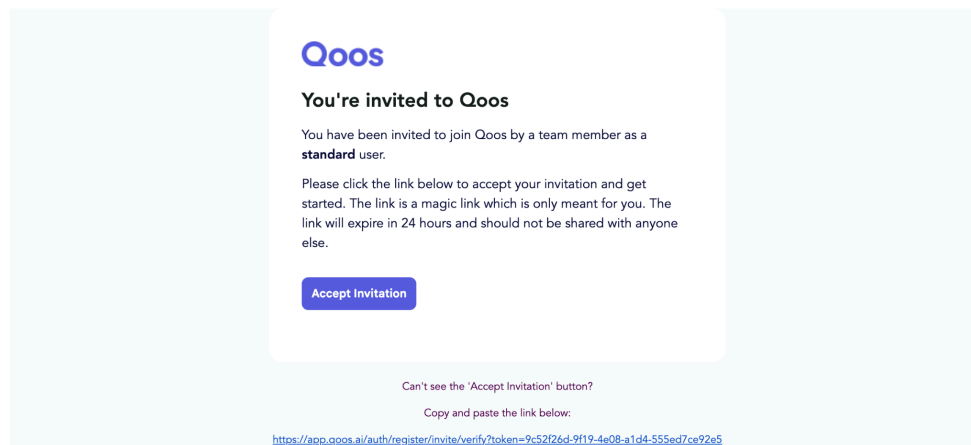 Qoos
You're invited to Qoos
You have been invited to join Qoos by a team member as a
standard user.
Please click the link below to accept your invitation and get
started. The link is a magic link which is only meant for you. The
link will expire in 24 hours and should not be shared with anyone
else.
Accept Invitation
Can't see the 'Accept Invitation' button?
Copy and paste the link below:
https://app.qoos.ai/auth/register/invite/verify?token=9c52f26d-9f19-4e08-a1d4-555ed7ce92e5